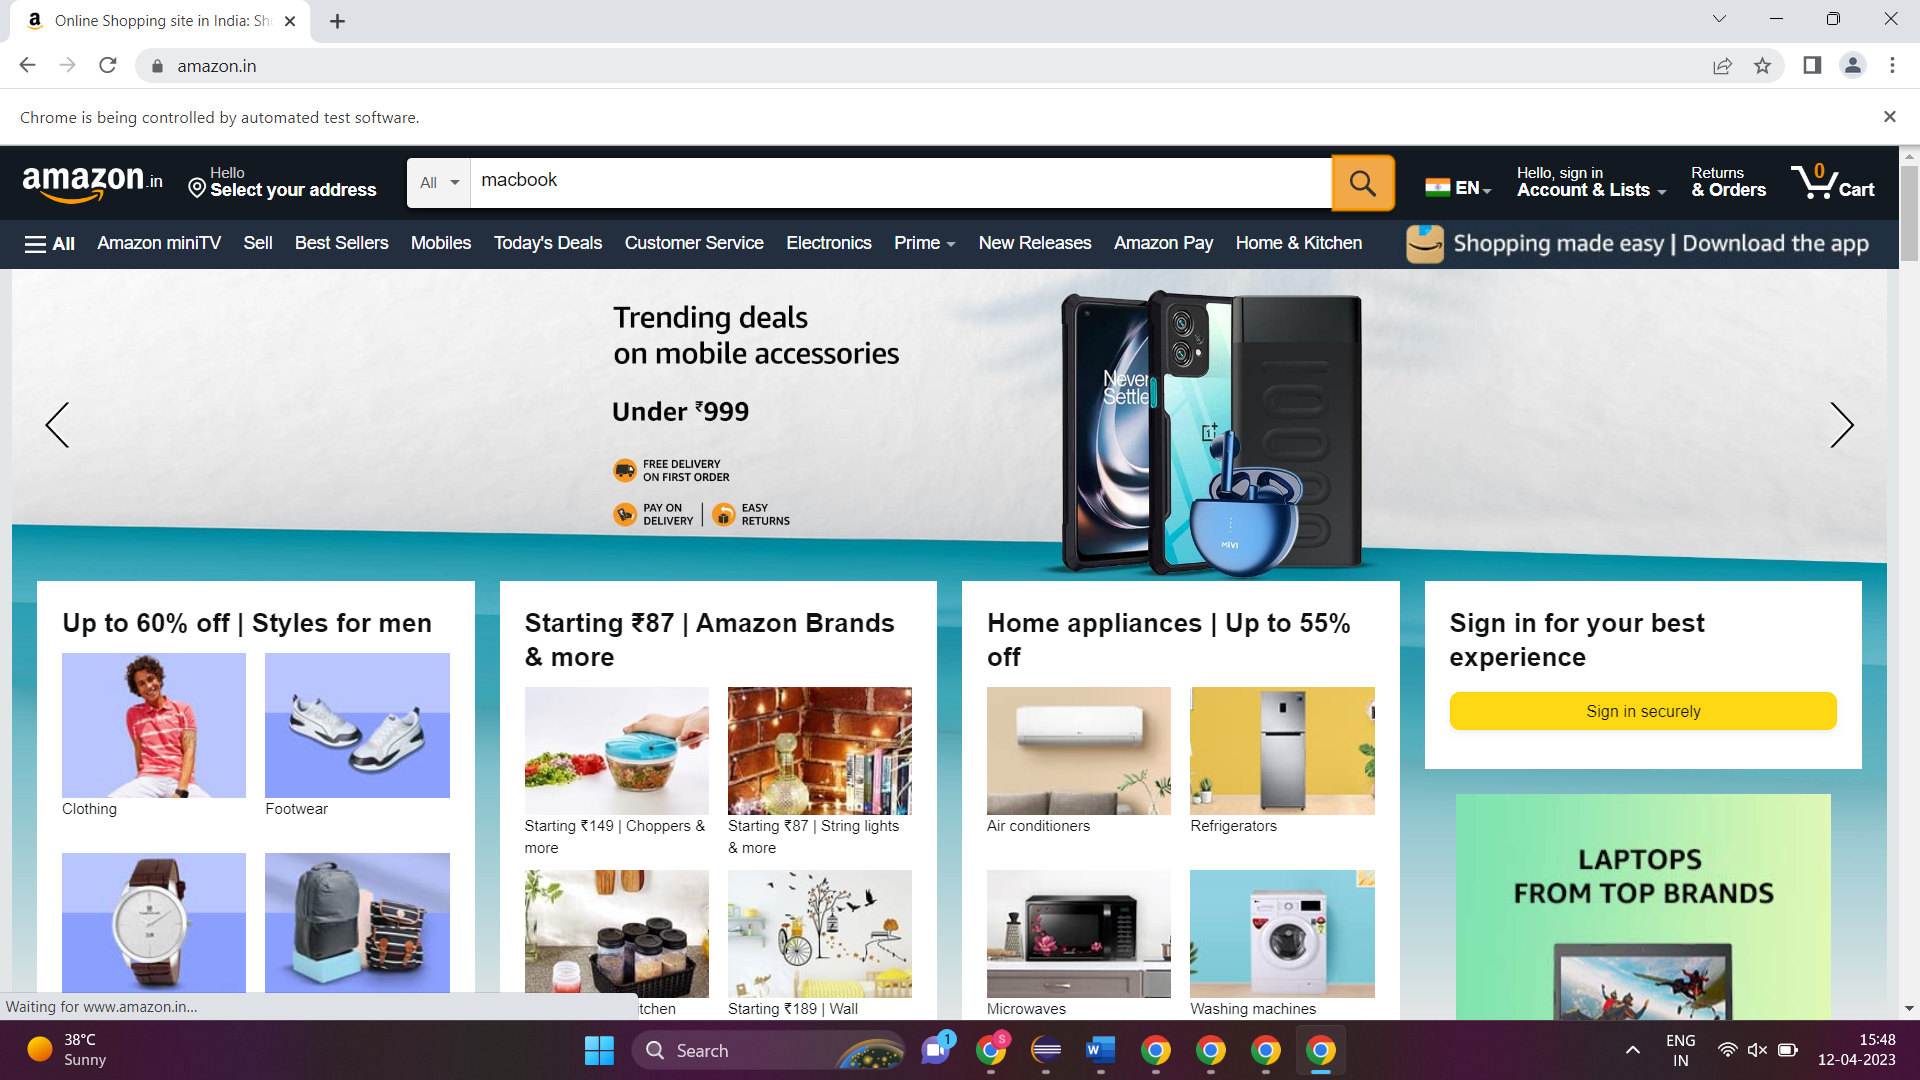 Online Shopping site in India: Sh
amazon.in
Chrome is being controlled by automated test software.
amazon.in
Hello
Select your address
All
macbook
EN
Hello, sign in
Account & Lists
Returns
& Orders
0
Cart
All
Amazon miniTV
Sell
Best Sellers
Mobiles
Today's Deals
Customer Service
Electronics
Prime
New Releases
Amazon Pay
Home & Kitchen
Shopping made easy | Download the app
Trending deals
on mobile accessories
Under ₹999
FREE DELIVERY
ON FIRST ORDER
PAY ON
DELIVERY
EASY
RETURNS
Never
Settle
MIVI
Up to 60% off | Styles for men
Clothing
Footwear
Starting ₹87 | Amazon Brands
& more
Starting ₹149 | Choppers &
more
Starting ₹87 | String lights
& more
itchen
Starting ₹189 | Wall
Home appliances | Up to 55%
off
Air conditioners
Refrigerators
Microwaves
Washing machines
Sign in for your best
experience
Sign in securely
LAPTOPS
FROM TOP BRANDS
Waiting for www.amazon.in...
38°C
Sunny
Search
1
S
W
ENG
IN
15:48
12-04-2023